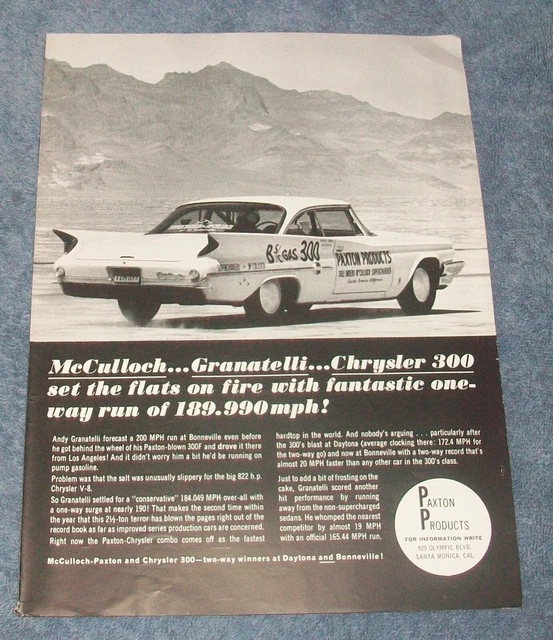 B S/C GAS 300
PAXTON PRODUCTS
McCulloch...Granatelli...Chrysler 300
set the flats on fire with fantastic one-
way run of 189.990 mph!
Andy Granatelli forecast a 200 MPH run at Bonneville even before
he got behind the wheel of his Paxton-blown 300F and drove it there
from Los Angeles! And it didn't worry him a bit he'd be running on
pump gasoline.
Problem was that the salt was unusually slippery for the big 822 h.p.
Chrysler V-8.
So Granatelli settled for a "conservative" 184.049 MPH over-all with
a one-way surge at nearly 190! That makes the second time within
the year that this 2½-ton terror has blown the pages right out of the
record book as far as improved series production cars are concerned.
Right now the Paxton-Chrysler combo comes off as the fastest
hardtop in the world. And nobody's arguing . . . particularly after
the 300's blast at Daytona (average clocking there: 172.4 MPH for
the two-way go) and now at Bonneville with a two-way record that's
almost 20 MPH faster than any other car in the 300's class.
Just to add a bit of frosting on the
cake, Granatelli scored another
hit performance by running
away from the non-supercharged
sedans. He whomped the nearest
competitor by almost 19 MPH
with an official 165.44 MPH run.
McCulloch-Paxton and Chrysler 300—two-way winners at Daytona and Bonneville!
PAXTON
PRODUCTS
FOR INFORMATION WRITE
929 OLYMPIC BLVD.
SANTA MONICA, CAL.